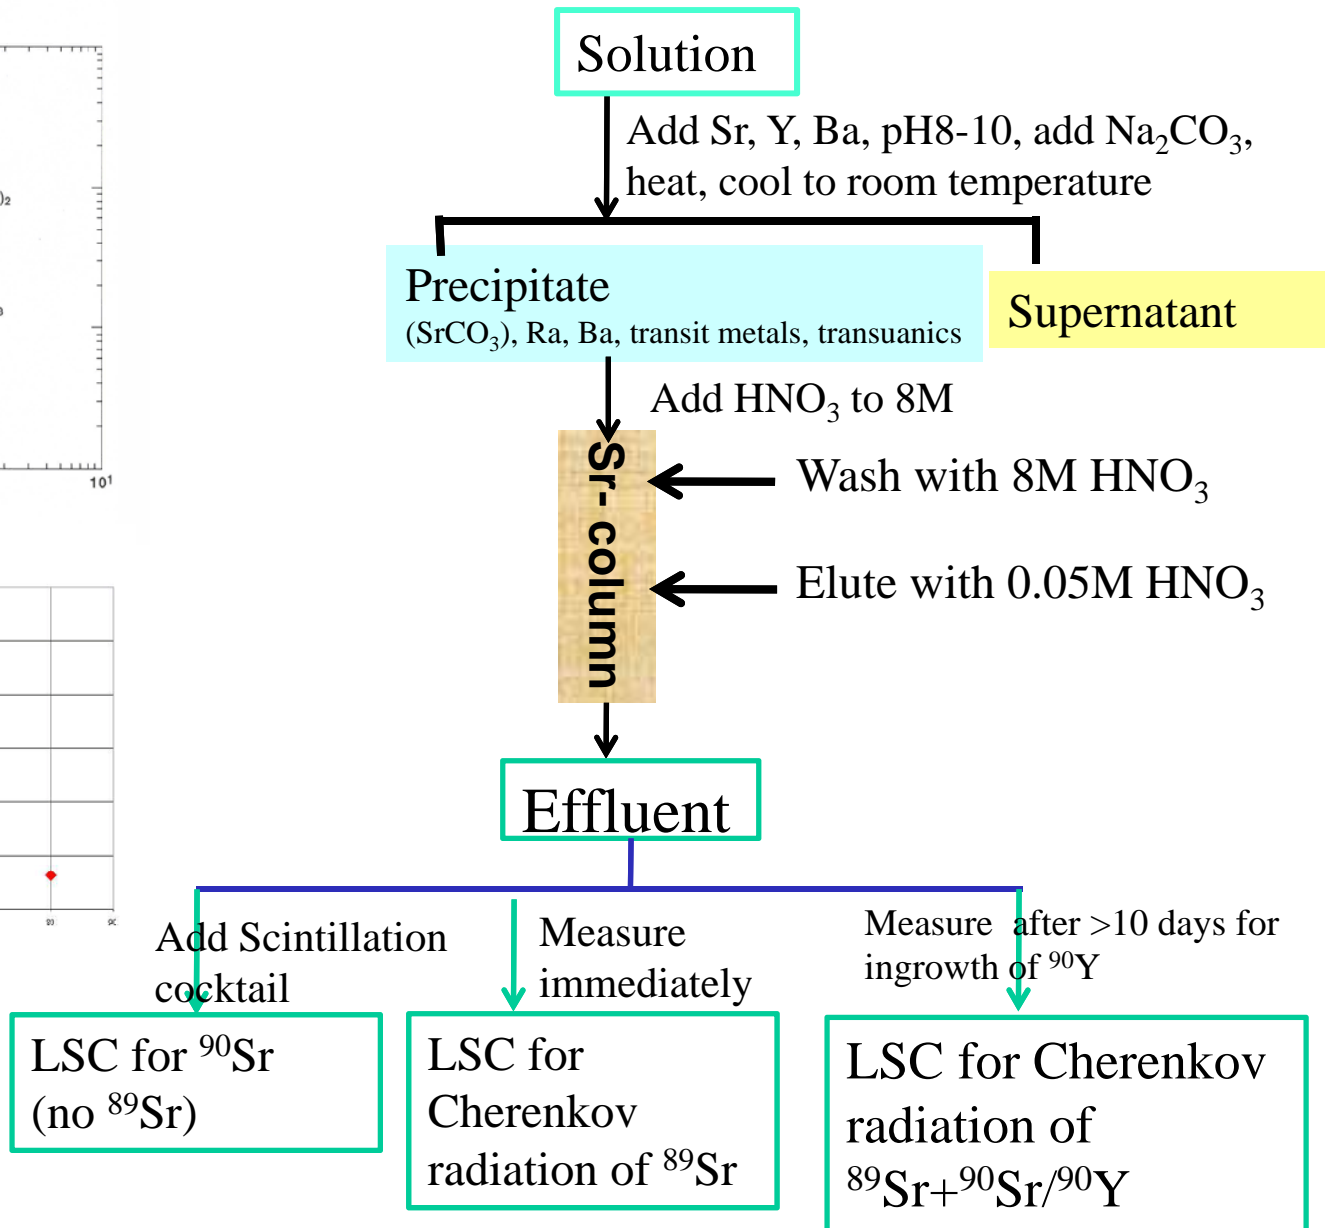 Solution
Add Sr, Y, Ba, pH8-10, add Na₂CO₃,
heat, cool to room temperature
)₂
Precipitate
(SrCO₃), Ra, Ba, transit metals, transuanics
Supernatant
Add HNO₃ to 8M
Sr- column
Wash with 8M HNO₃
10¹
Elute with 0.05M HNO₃
Effluent
Add Scintillation
cocktail
Measure
immediately
Measure after >10 days for
ingrowth of ⁹⁰Y
LSC for ⁹⁰Sr
(no ⁸⁹Sr)
LSC for
Cherenkov
radiation of ⁸⁹Sr
LSC for Cherenkov
radiation of
⁸⁹Sr+⁹⁰Sr/⁹⁰Y